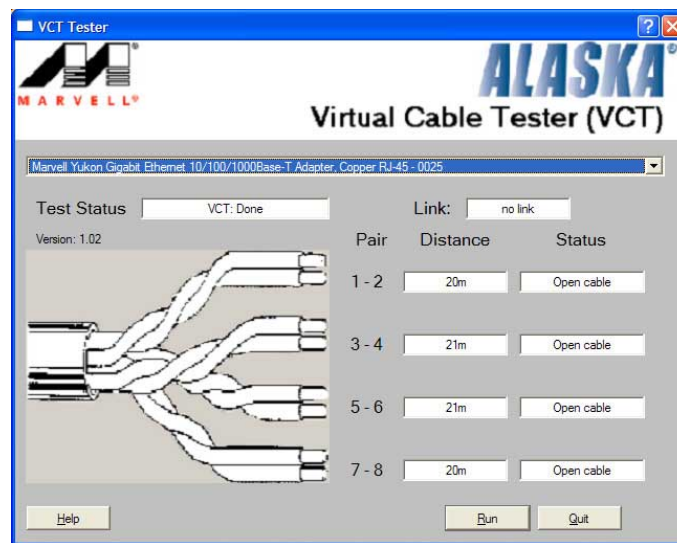 VCT Tester
MARVELL®
ALASKA®
Virtual Cable Tester (VCT)
Marvell Yukon Gigabit Ethernet 10/100/1000Base-T Adapter, Copper RJ-45 - 0025
Test Status VCT: Done Link: no link
Version: 1.02 Pair Distance Status
1 - 2 20m Open cable
3 - 4 21m Open cable
5 - 6 21m Open cable
7 - 8 20m Open cable
Help Run Quit